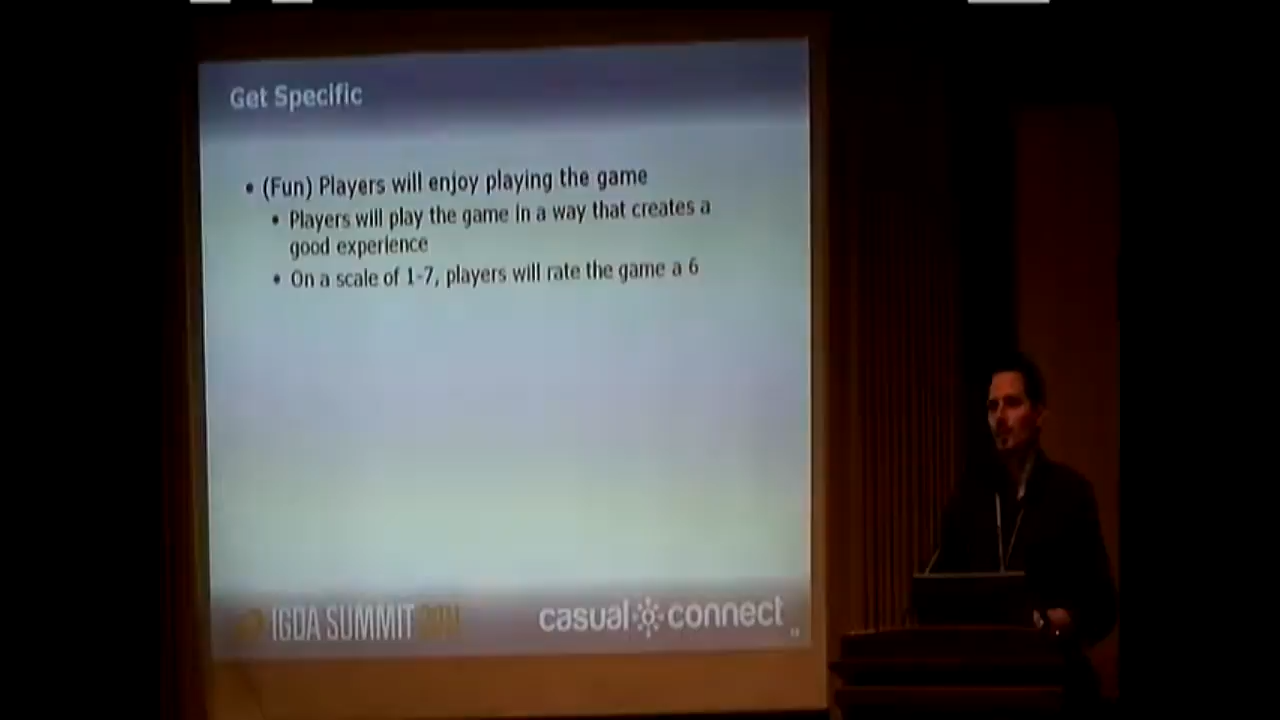 Get Specific
• (Fun) Players will enjoy playing the game
• Players will play the game in a way that creates a
good experience
• On a scale of 1-7, players will rate the game a 6
IGDA SUMMIT
casual connect